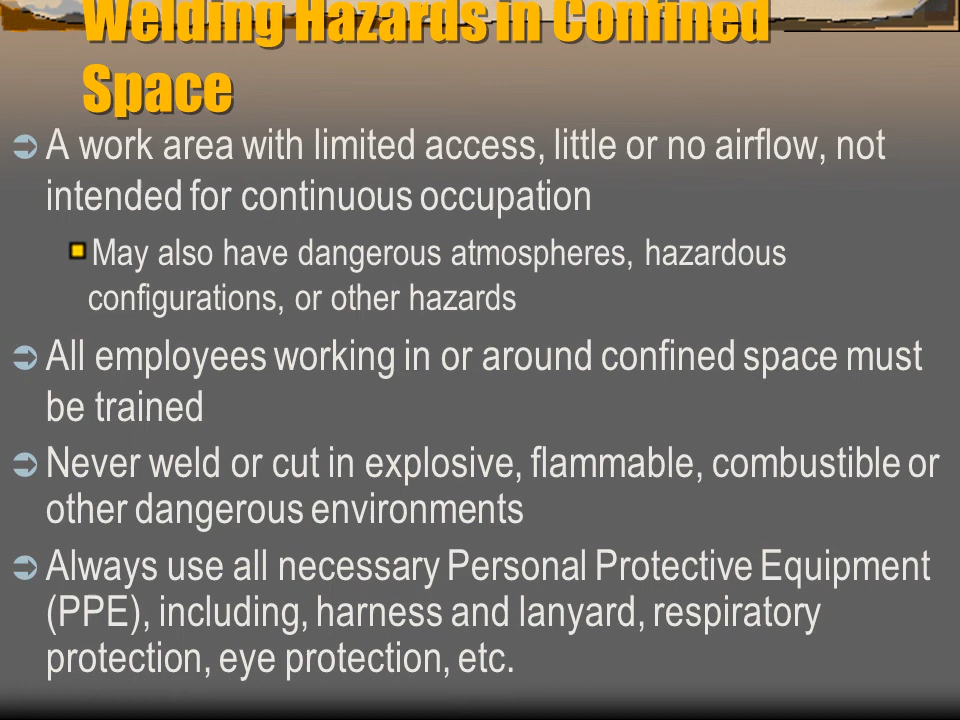 Welding Hazards in Confined
Space
A work area with limited access, little or no airflow, not
intended for continuous occupation
May also have dangerous atmospheres, hazardous
configurations, or other hazards
All employees working in or around confined space must
be trained
Never weld or cut in explosive, flammable, combustible or
other dangerous environments
Always use all necessary Personal Protective Equipment
(PPE), including, harness and lanyard, respiratory
protection, eye protection, etc.